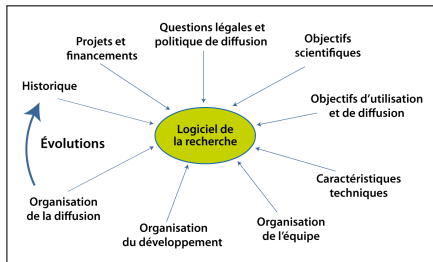 Questions légales et
politique de diffusion
Projets et
financements
Objectifs
scientifiques
Historique
Objectifs d'utilisation
et de diffusion
Logiciel de
la recherche
Évolutions
Caractéristiques
techniques
Organisation
de la diffusion
Organisation
du développement
Organisation
de l'équipe